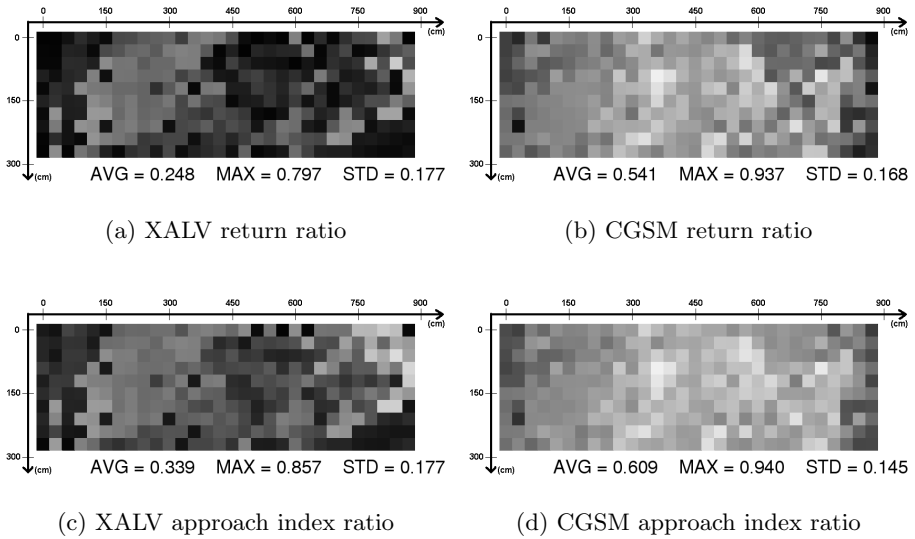 0 150 300 450 600 750 900
(cm)
0
150
300
(cm)
AVG = 0.248 MAX = 0.797 STD = 0.177
(a) XALV return ratio
0 150 300 450 600 750 900
(cm)
0
150
300
(cm)
AVG = 0.541 MAX = 0.937 STD = 0.168
(b) CGSM return ratio
0 150 300 450 600 750 900
(cm)
0
150
300
(cm)
AVG = 0.339 MAX = 0.857 STD = 0.177
(c) XALV approach index ratio
0 150 300 450 600 750 900
(cm)
0
150
300
(cm)
AVG = 0.609 MAX = 0.940 STD = 0.145
(d) CGSM approach index ratio